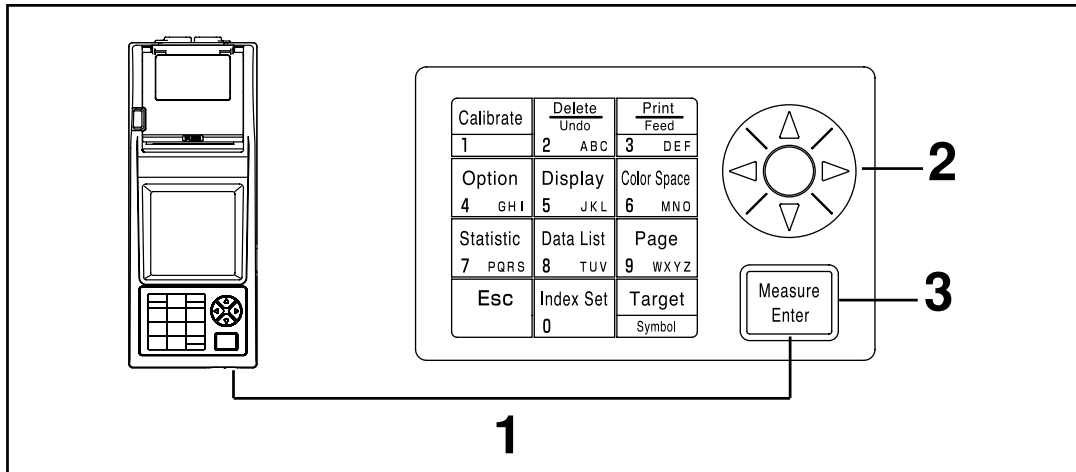 Calibrate
1
Delete
Undo
2 ABC
Print
Feed
3 DEF
Option
4 GHI
Display
5 JKL
Color Space
6 MNO
Statistic
7 PQRS
Data List
8 TUV
Page
9 WXYZ
Esc
Index Set
0
Target
Symbol
Measure
Enter
2
3
1